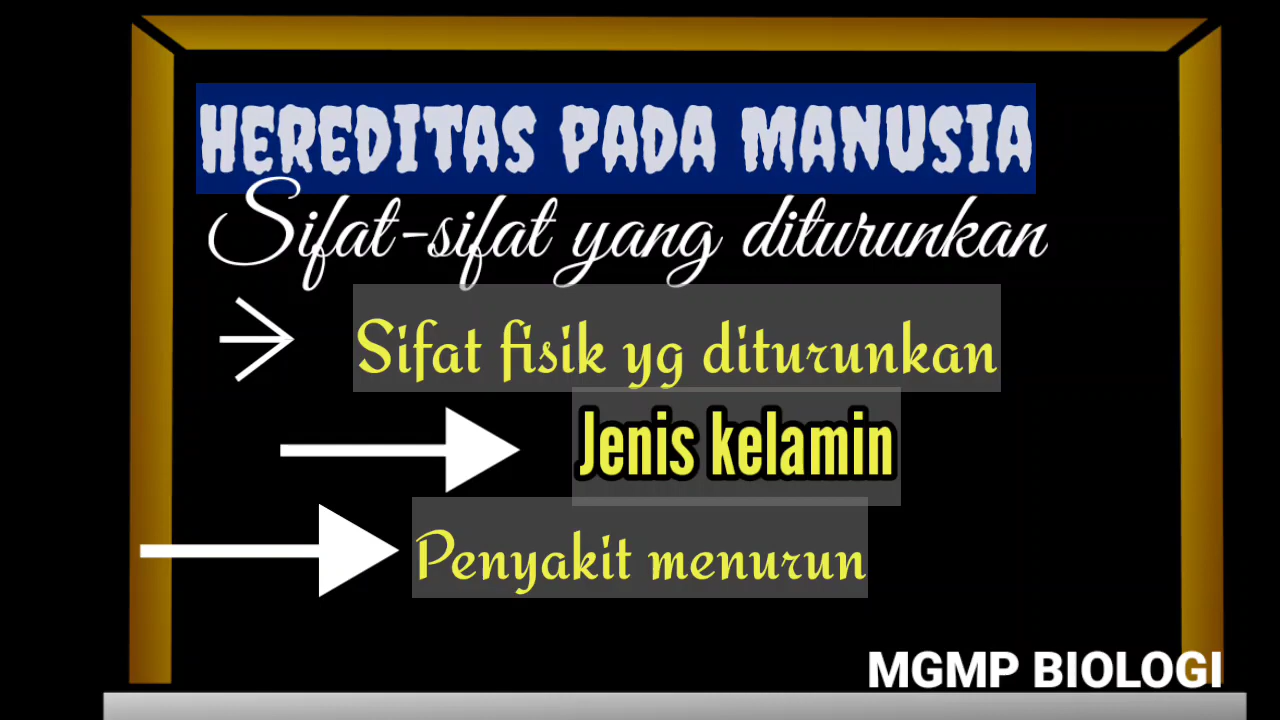 HEREDITAS PADA MANUSIA
Sifat-sifat yang diturunkan
Sifat fisik yg diturunkan
Jenis kelamin
Penyakit menurun
MGMP BIOLOGI